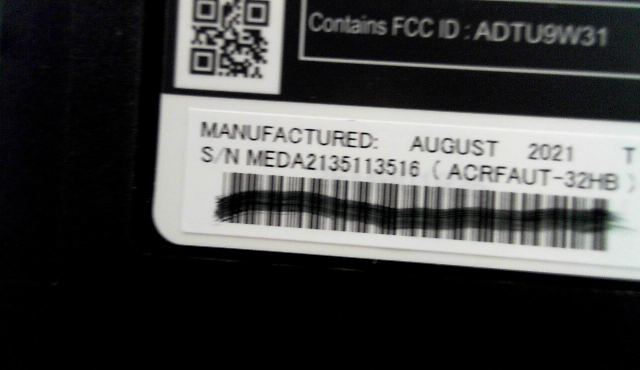 Contains FCC ID : ADTU9W31
MANUFACTURED: AUGUST 2021 T
S/N MEDA2135113516 ( ACRFAUT-32HB )